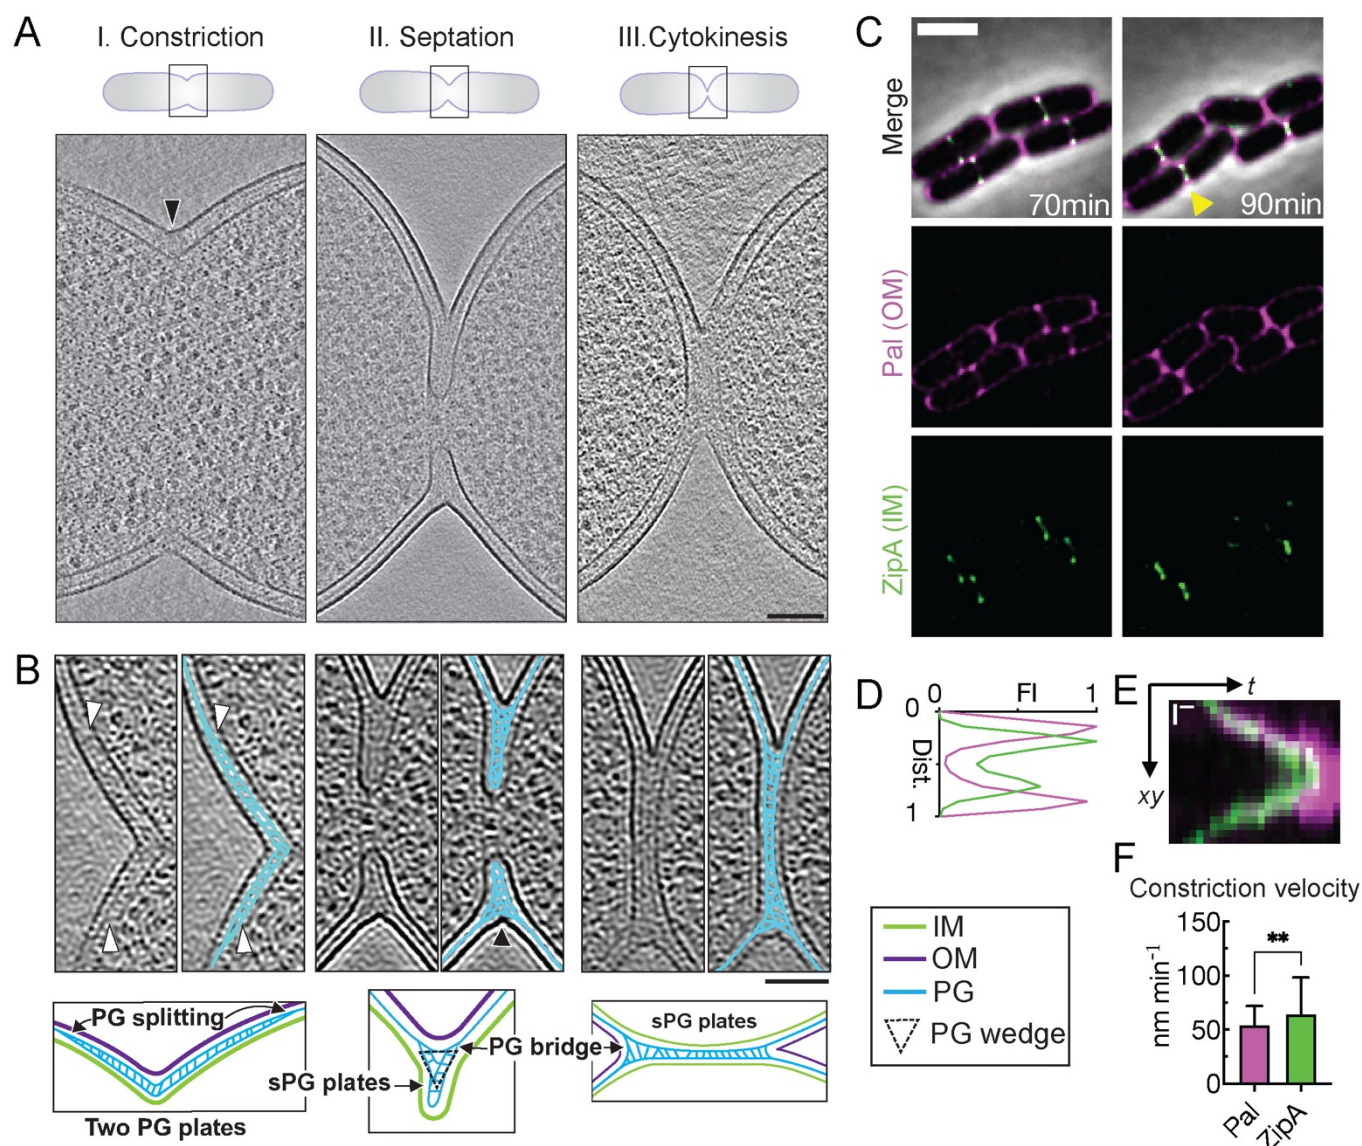 A
I. Constriction
II. Septation
III.Cytokinesis
B
PG splitting
Two PG plates
PG bridge
sPG plates
sPG plates
C
Merge
70min
90min
Pal (OM)
ZipA (IM)
D
0 FI 1
0
Dist.
1
E
t
xy
IM
OM
PG
PG wedge
F
Constriction velocity
nm min-1
150
100
50
0
**
Pal
ZipA